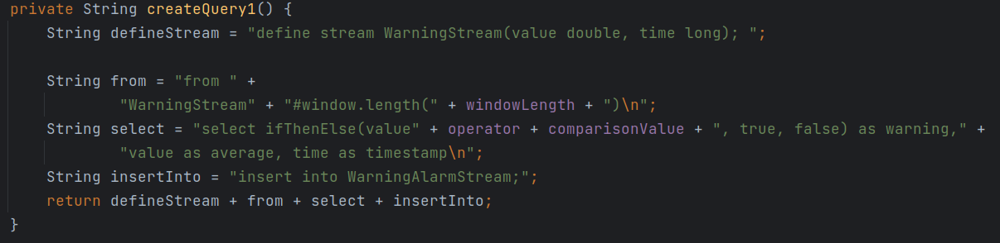 private String createQuery1() {
    String defineStream = "define stream WarningStream(value double, time long); ";
    String from = "from " +
            "WarningStream" + "#window.length(" + windowLength + ")\n";
    String select = "select ifThenElse(value" + operator + comparisonValue + ", true, false) as warning," +
            "value as average, time as timestamp\n";
    String insertInto = "insert into WarningAlarmStream;";
    return defineStream + from + select + insertInto;
}